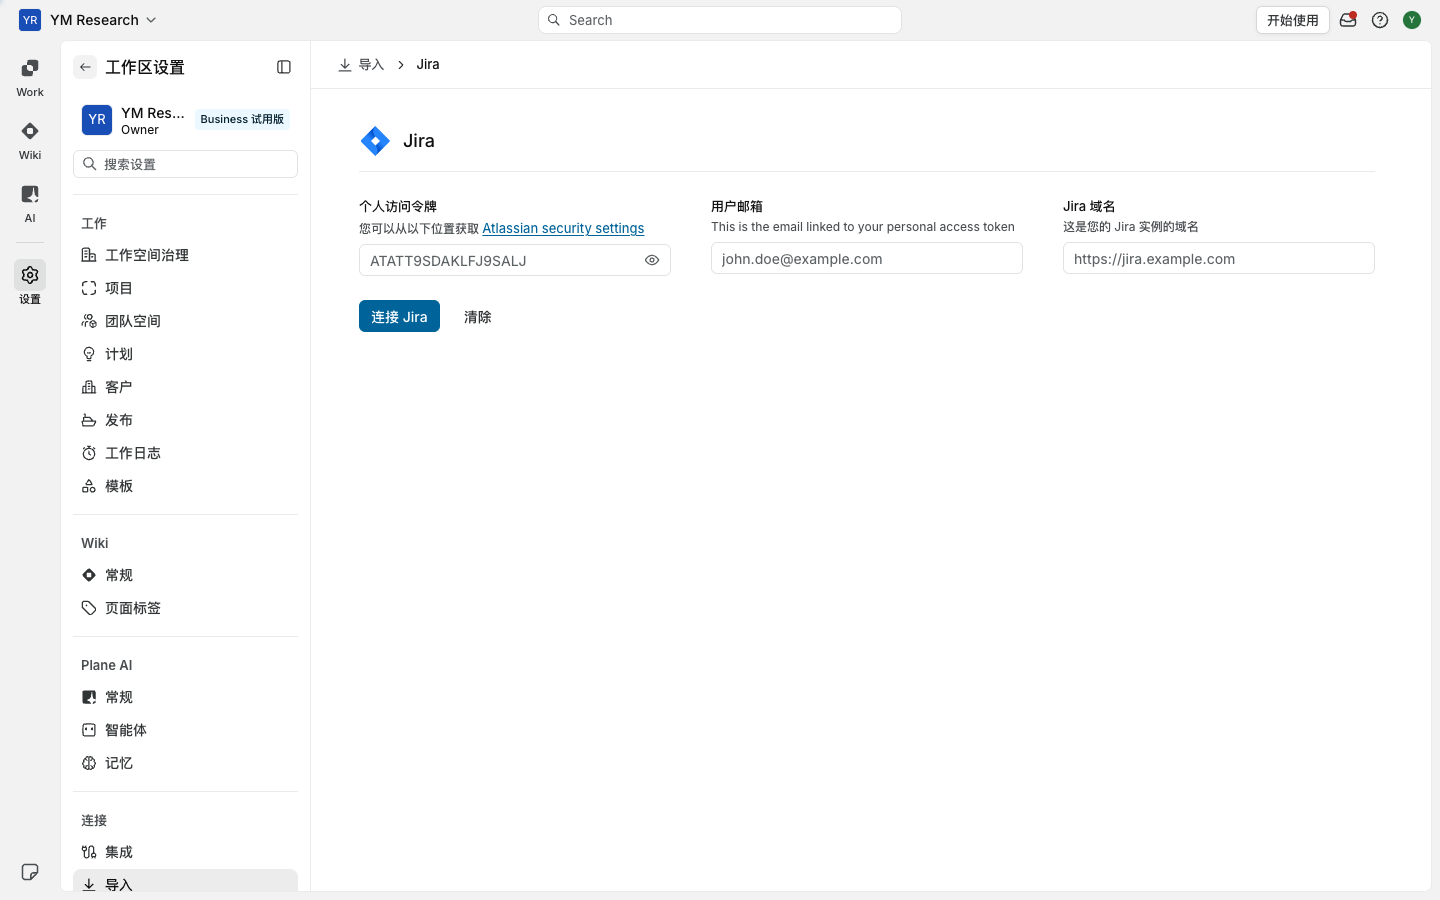 YR YM Research
Search
开始使用
Y
Work
Wiki
AI
设置
工作区设置
YR
YM Res...
Owner
Business 试用版
搜索设置
工作
工作空间治理
项目
团队空间
计划
客户
发布
工作日志
模板
Wiki
常规
页面标签
Plane AI
常规
智能体
记忆
连接
集成
导入
导入 > Jira
Jira
个人访问令牌
您可以从以下位置获取 Atlassian security settings
ATATT9SDAKLFJ9SALJ
用户邮箱
This is the email linked to your personal access token
john.doe@example.com
Jira 域名
这是您的 Jira 实例的域名
https://jira.example.com
连接 Jira
清除